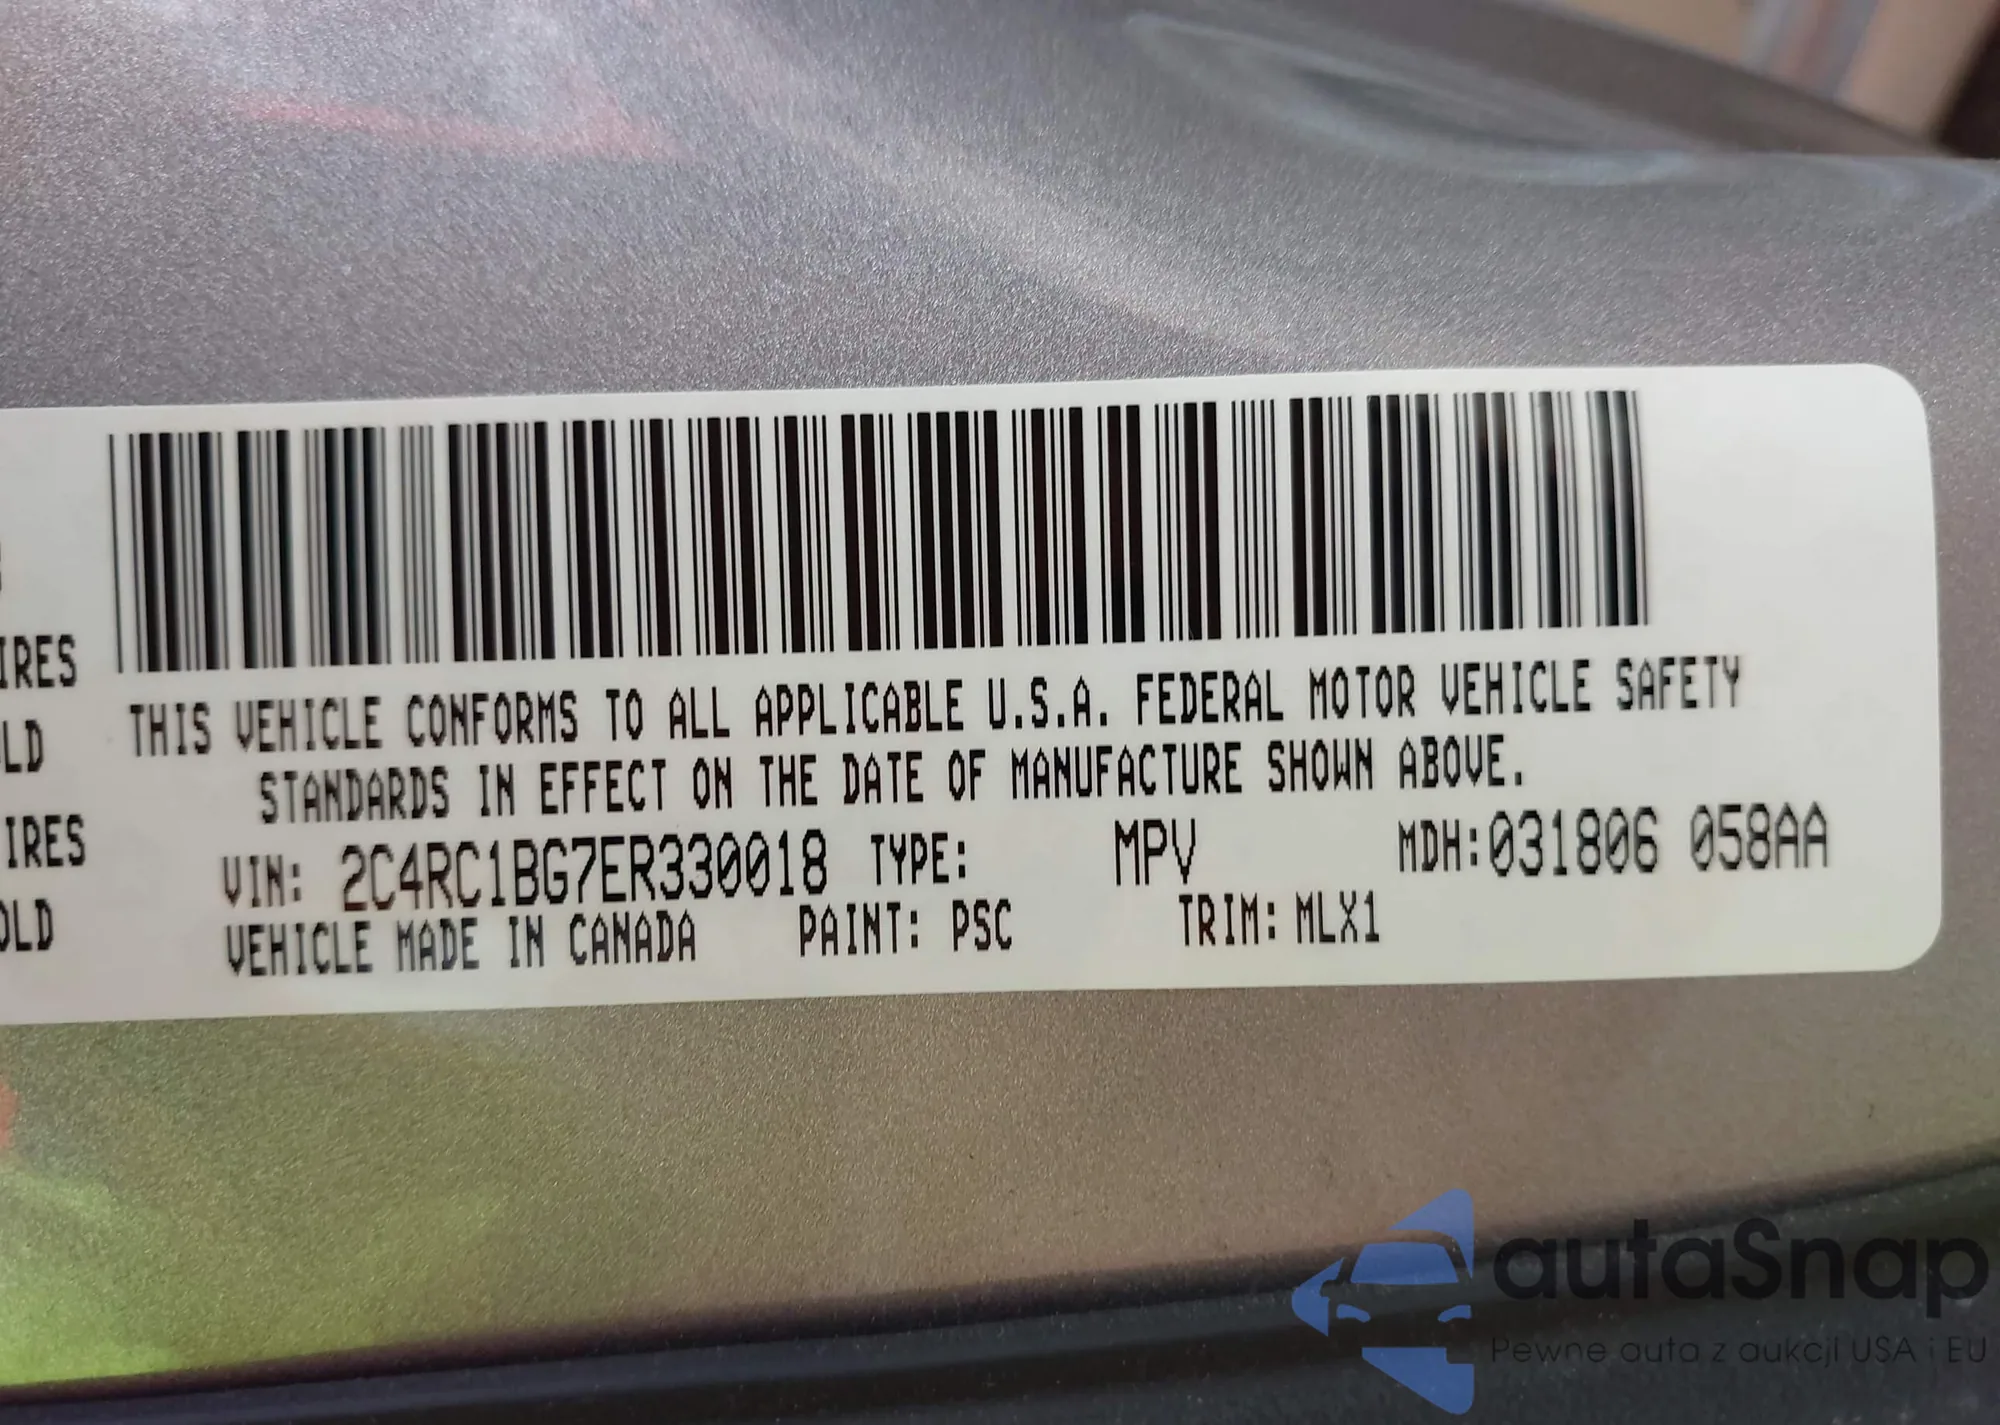 IRES
LD
IRES
OLD
THIS VEHICLE CONFORMS TO ALL APPLICABLE U.S.A. FEDERAL MOTOR VEHICLE SAFETY
STANDARDS IN EFFECT ON THE DATE OF MANUFACTURE SHOWN ABOVE.
VIN: 2C4RC1BG7ER330018 TYPE: MPV MDH:031806 058AA
VEHICLE MADE IN CANADA PAINT: PSC TRIM: MLX1
autaSnap
Pewne auta z aukcji USA i EU